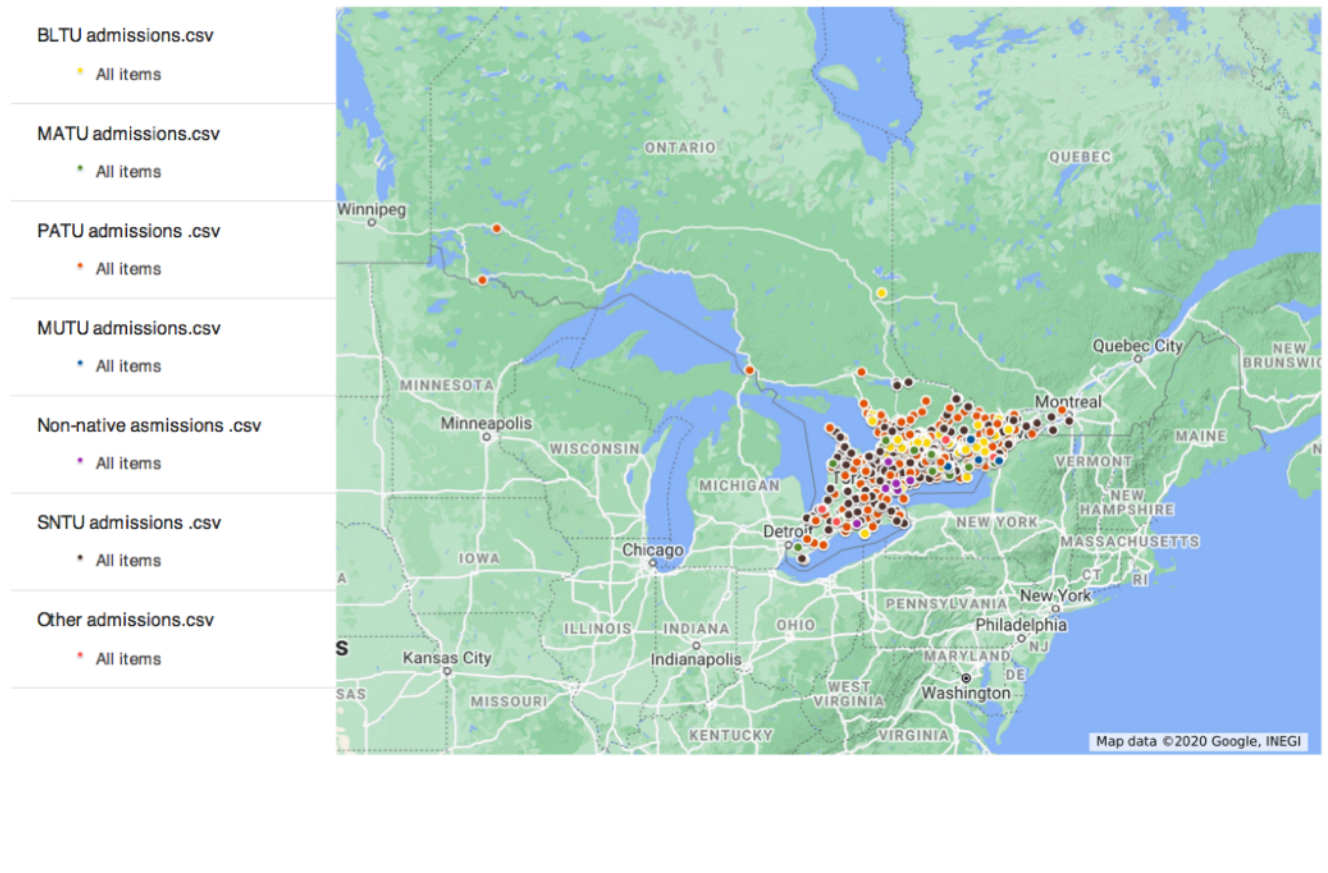 BLTU admissions.csv
All items
MATU admissions.csv
All items
PATU admissions .csv
All items
MUTU admissions.csv
All items
Non-native asmissions .csv
All items
SNTU admissions .csv
All items
Other admissions.csv
All items
ONTARIO
QUEBEC
Winnipeg
Quebec City
NEW
BRUNSWIC
MINNESOTA
Montreal
Minneapolis
MAINE
WISCONSIN
VERMONT
MICHIGAN
NEW
HAMPSHIRE
NEW YORK
Detroit
MASSACHUSETTS
Chicago
IOWA
CT
RI
A
New York
PENNSYLVANIA
ILLINOIS
INDIANA
OHIO
Philadelphia
NJ
S
Kansas City
Indianapolis
MARYLAND
DE
SAS
MISSOURI
WEST
VIRGINIA
Washington
KENTUCKY
VIRGINIA
N
Map data ©2020 Google, INEGI